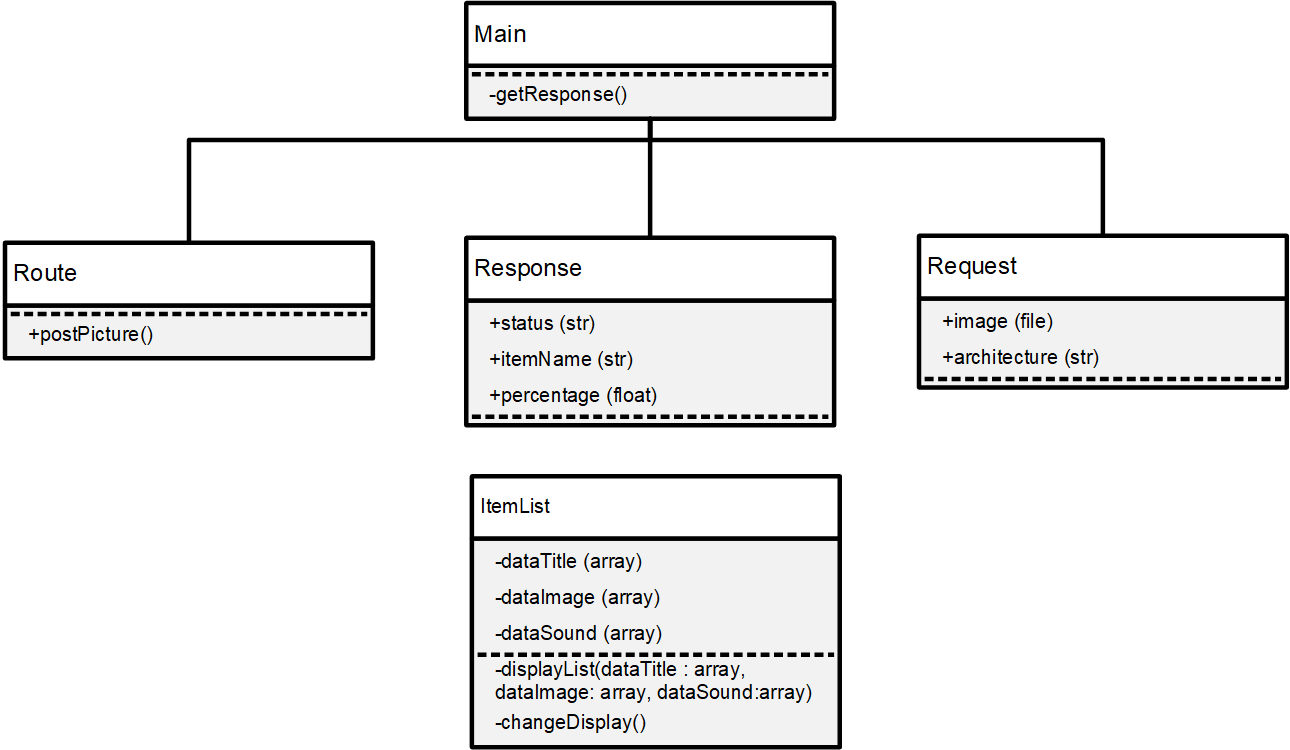 Main
-getResponse()
Route
+postPicture()
Response
+status (str)
+itemName (str)
+percentage (float)
Request
+image (file)
+architecture (str)
ItemList
-dataTitle (array)
-dataImage (array)
-dataSound (array)
-displayList(dataTitle : array,
dataImage: array, dataSound:array)
-changeDisplay()